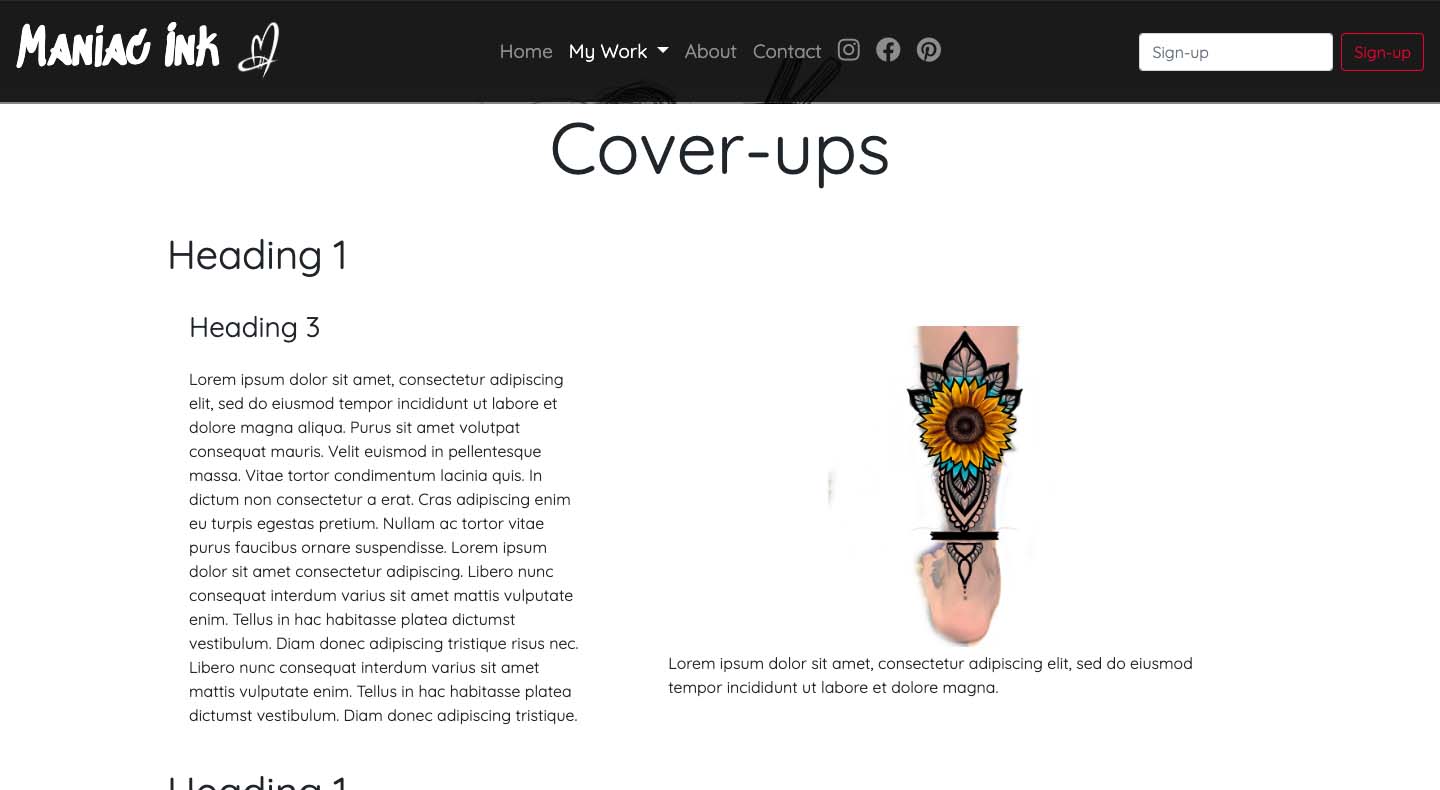 Maniac Ink
Home My Work About Contact
Sign-up Sign-up
Cover-ups
Heading 1
Heading 3
Lorem ipsum dolor sit amet, consectetur adipiscing
elit, sed do eiusmod tempor incididunt ut labore et
dolore magna aliqua. Purus sit amet volutpat
consequat mauris. Velit euismod in pellentesque
massa. Vitae tortor condimentum lacinia quis. In
dictum non consectetur a erat. Cras adipiscing enim
eu turpis egestas pretium. Nullam ac tortor vitae
purus faucibus ornare suspendisse. Lorem ipsum
dolor sit amet consectetur adipiscing. Libero nunc
consequat interdum varius sit amet mattis vulputate
enim. Tellus in hac habitasse platea dictumst
vestibulum. Diam donec adipiscing tristique risus nec.
Libero nunc consequat interdum varius sit amet
mattis vulputate enim. Tellus in hac habitasse platea
dictumst vestibulum. Diam donec adipiscing tristique.
Lorem ipsum dolor sit amet, consectetur adipiscing elit, sed do eiusmod
tempor incididunt ut labore et dolore magna.
Heading 1